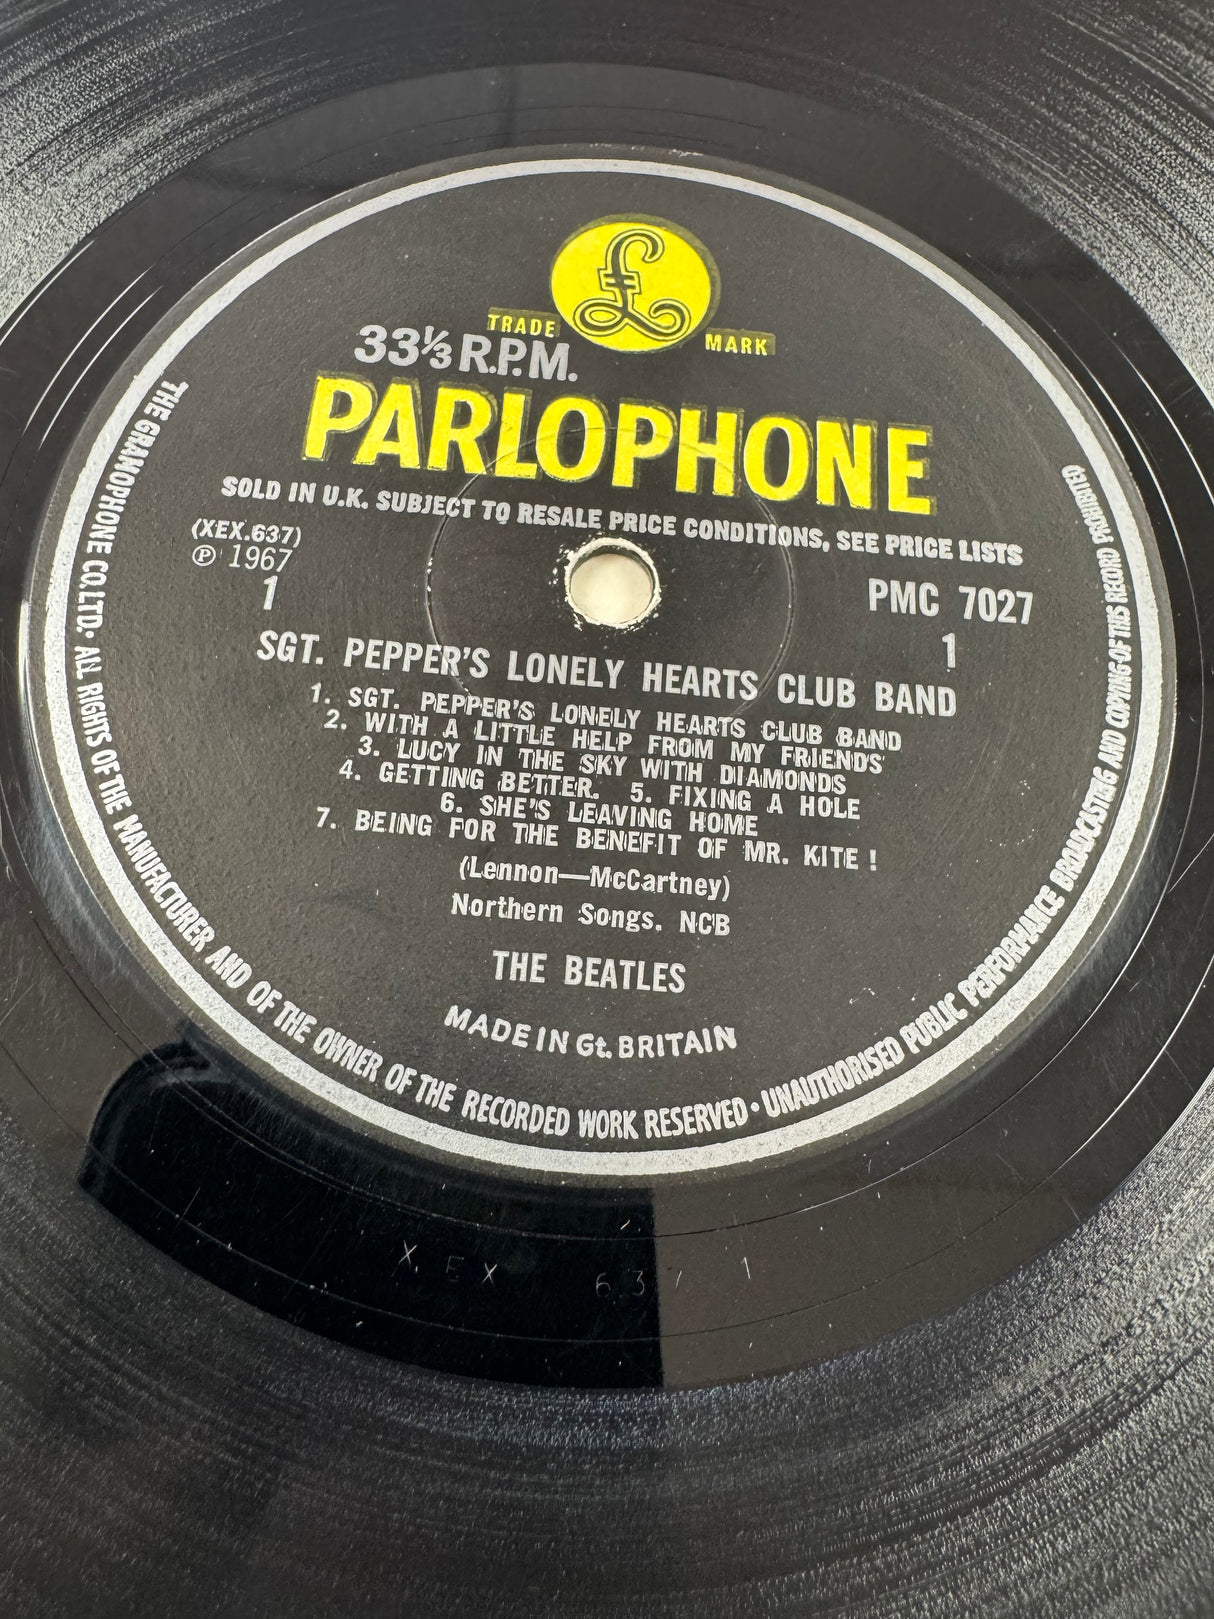 £
TRADE MARK
33⅓ R.P.M.
PARLOPHONE
SOLD IN U.K. SUBJECT TO RESALE PRICE CONDITIONS, SEE PRICE LISTS
(XEX.637)
℗ 1967
1
PMC 7027
1
SGT. PEPPER'S LONELY HEARTS CLUB BAND
1. SGT. PEPPER'S LONELY HEARTS CLUB BAND
2. WITH A LITTLE HELP FROM MY FRIENDS
3. LUCY IN THE SKY WITH DIAMONDS
4. GETTING BETTER. 5. FIXING A HOLE
6. SHE'S LEAVING HOME
7. BEING FOR THE BENEFIT OF MR. KITE !
(Lennon—McCartney)
Northern Songs. NCB
THE BEATLES
MADE IN Gt. BRITAIN
THE GRAMOPHONE CO. LTD. ALL RIGHTS OF THE MANUFACTURER AND OF THE OWNER OF THE RECORDED WORK RESERVED • UNAUTHORISED PUBLIC PERFORMANCE BROADCASTING AND COPYING OF THIS RECORD PROHIBITED
XEX 637 1